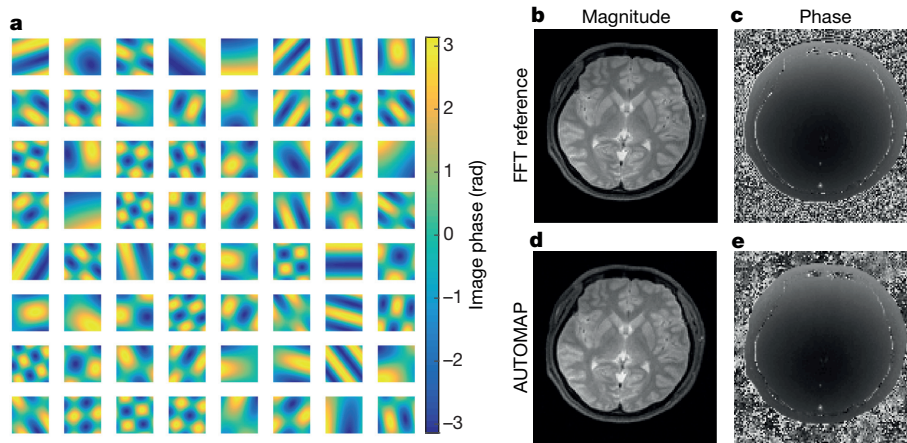 a
3
2
1
0
−1
−2
−3
Image phase (rad)
b
Magnitude
c
Phase
FFT reference
d
e
AUTOMAP